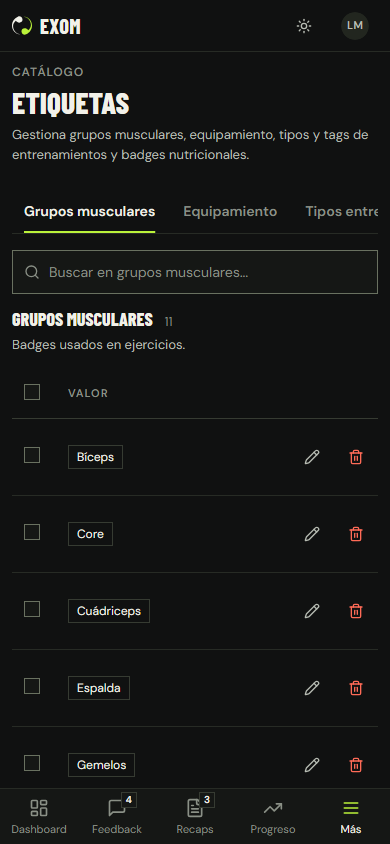 EXOM
LM
CATÁLOGO
ETIQUETAS
Gestiona grupos musculares, equipamiento, tipos y tags de
entrenamientos y badges nutricionales.
Grupos musculares Equipamiento Tipos entre
Buscar en grupos musculares...
GRUPOS MUSCULARES 11
Badges usados en ejercicios.
VALOR
Bíceps
Core
Cuádriceps
Espalda
Gemelos
4 3
Dashboard Feedback Recaps Progreso Más